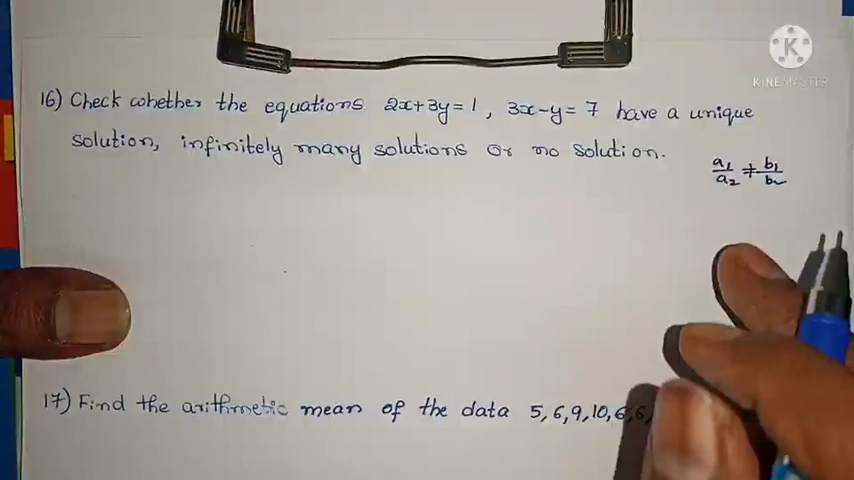 K
KINEMASTER
16) Check whether the equations 2x+3y=1, 3x-y=7 have a unique
solution, infinitely many solutions or no solution.
a₁/a₂ ≠ b₁/b₂
17) Find the arithmetic mean of the data 5, 6, 9, 10, 6,